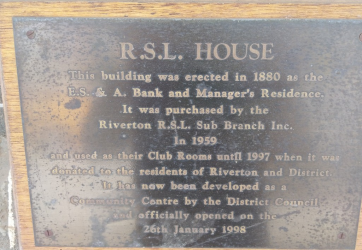 R.S.L. HOUSE
This building was erected in 1880 as the
E.S. & A. Bank and Manager's Residence.
It was purchased by the
Riverton R.S.L. Sub Branch Inc.
In 1959
and used as their Club Rooms until 1997 when it was
donated to the residents of Riverton and District.
It has now been developed as a
Community Centre by the District Council
and officially opened on the
26th January 1998